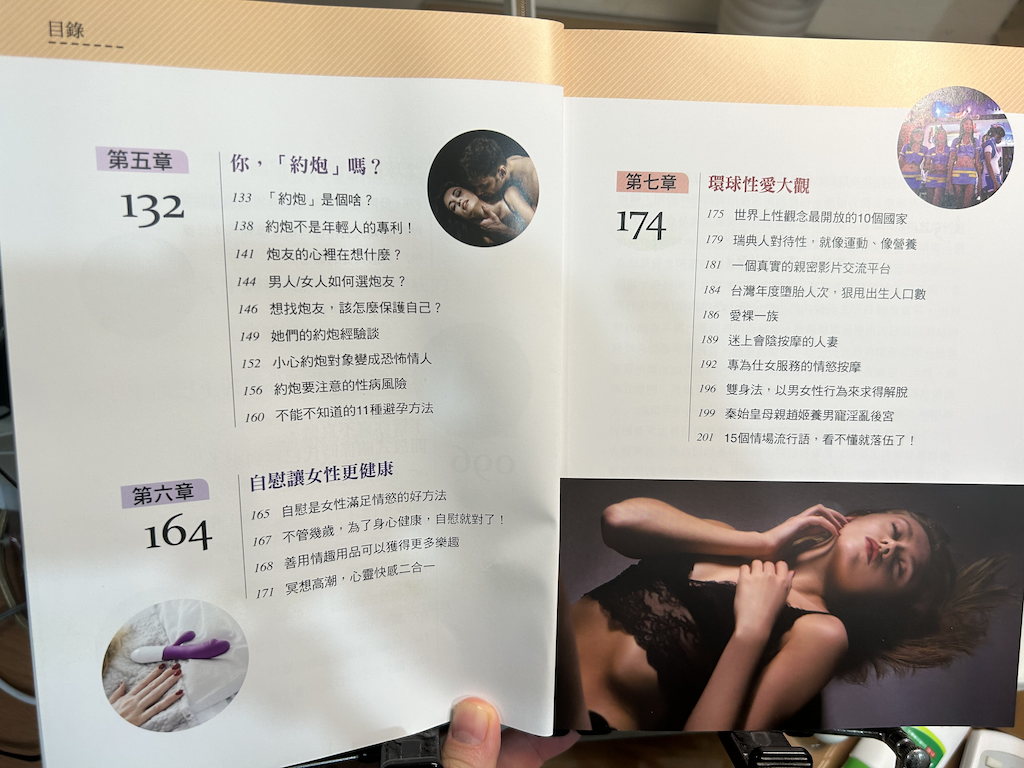 目錄
第五章
132
你，「約炮」嗎？
133 「約炮」是個啥？
138 約炮不是年輕人的專利！
141 炮友的心裡在想什麼？
144 男人/女人如何選炮友？
146 想找炮友，該怎麼保護自己？
149 她們的約炮經驗談
152 小心約炮對象變成恐怖情人
156 約炮要注意的性病風險
160 不能不知道的11種避孕方法
第六章
164
自慰讓女性更健康
165 自慰是女性滿足情慾的好方法
167 不管幾歲，為了身心健康，自慰就對了！
168 善用情趣用品可以獲得更多樂趣
171 冥想高潮，心靈快感二合一
第七章
174
環球性愛大觀
175 世界上性觀念最開放的10個國家
179 瑞典人對待性，就像運動、像營養
181 一個真實的親密影片交流平台
184 台灣年度墮胎人次，狠甩出生人口數
186 愛裸一族
189 迷上會陰按摩的人妻
192 專為仕女服務的情慾按摩
196 雙身法，以男女性行為來求得解脫
199 秦始皇母親趙姬養男寵淫亂後宮
201 15個情場流行語，看不懂就落伍了！